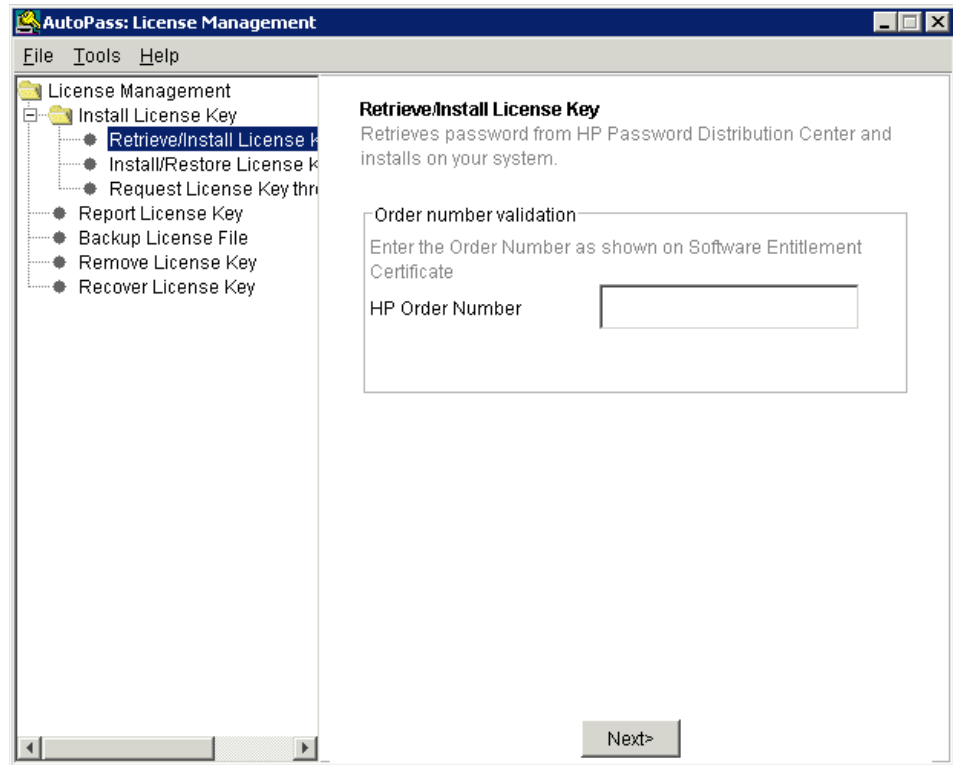 AutoPass: License Management
File Tools Help
License Management
Install License Key
Retrieve/Install License K
Install/Restore License K
Request License Key thr
Report License Key
Backup License File
Remove License Key
Recover License Key
Retrieve/Install License Key
Retrieves password from HP Password Distribution Center and
installs on your system.
Order number validation
Enter the Order Number as shown on Software Entitlement
Certificate
HP Order Number
Next>